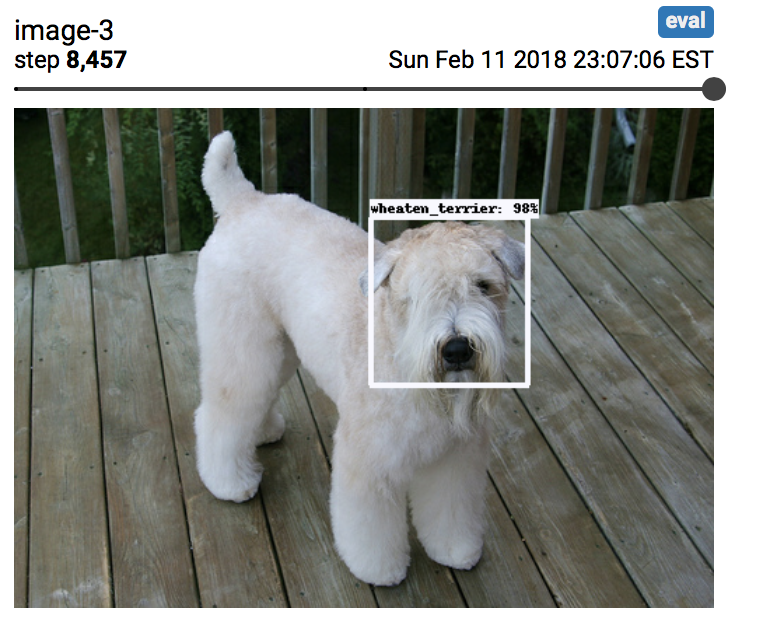 image-3
eval
step 8,457
Sun Feb 11 2018 23:07:06 EST
wheaten_terrier: 98%